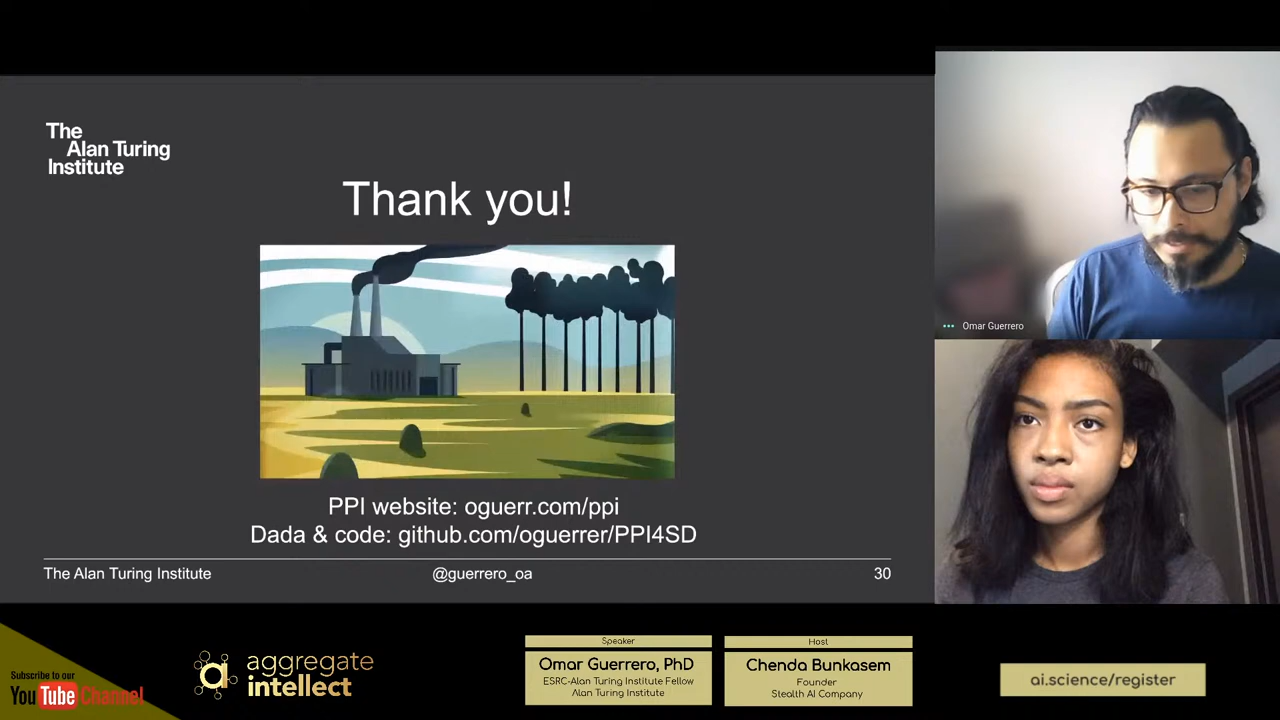 The
Alan Turing
Institute
Thank you!
PPI website: oguerr.com/ppi
Dada & code: github.com/oguerrer/PPI4SD
The Alan Turing Institute
@guerrero_oa
30
Omar Guerrero
Subscribe to our
YouTube Channel
a
aggregate
intellect
Speaker
Omar Guerrero, PhD
ESRC-Alan Turing Institute Fellow
Alan Turing Institute
Host
Chenda Bunkasem
Founder
Stealth AI Company
ai.science/register